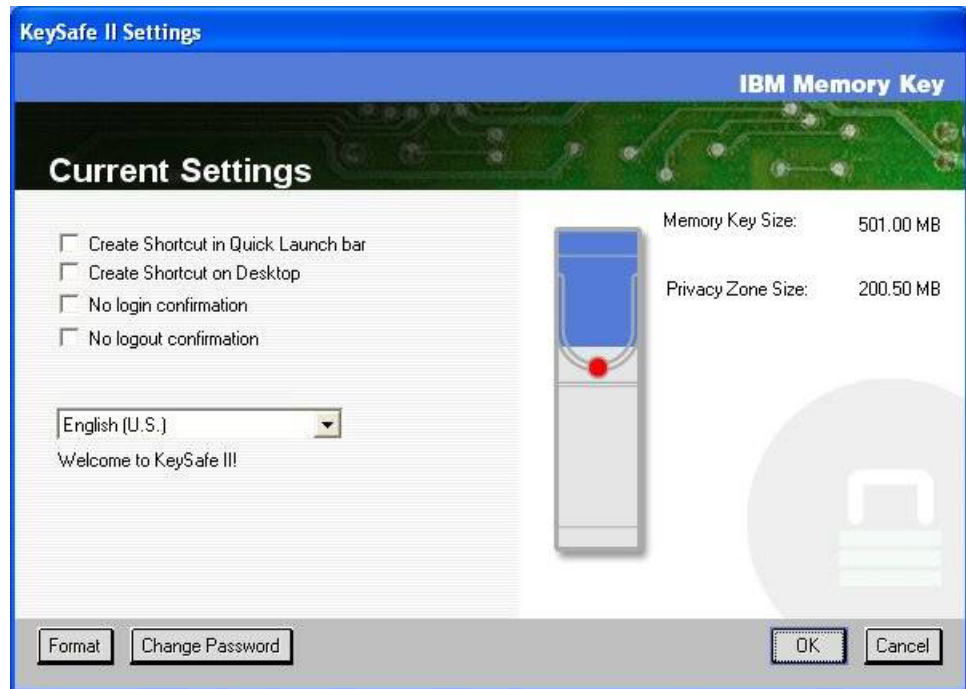 KeySafe II Settings
IBM Memory Key
Current Settings
Create Shortcut in Quick Launch bar
Create Shortcut on Desktop
No login confirmation
No logout confirmation
English (U.S.)
Welcome to KeySafe II!
Memory Key Size: 501.00 MB
Privacy Zone Size: 200.50 MB
Format Change Password OK Cancel